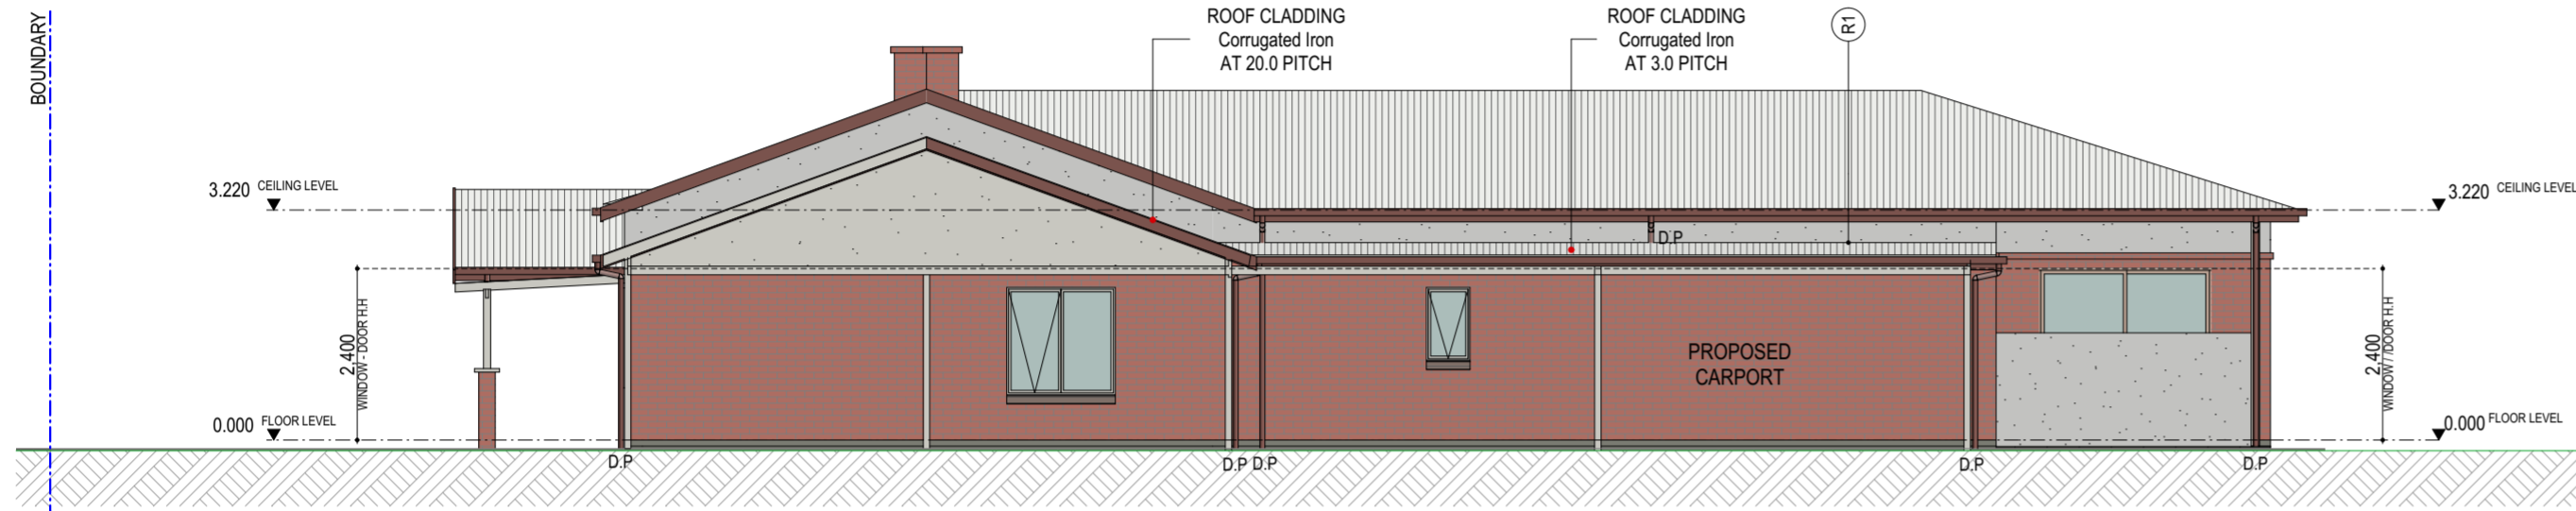 BOUNDARY
ROOF CLADDING
Corrugated Iron
AT 20.0 PITCH
ROOF CLADDING
Corrugated Iron
AT 3.0 PITCH
R1
3.220 CEILING LEVEL
3.220 CEILING LEVEL
D.P
2,400
WINDOW - DOOR H.H
PROPOSED
CARPORT
2,400
WINDOW / DOOR H.H
0.000 FLOOR LEVEL
0.000 FLOOR LEVEL
D.P
D.P
D.P
D.P
D.P